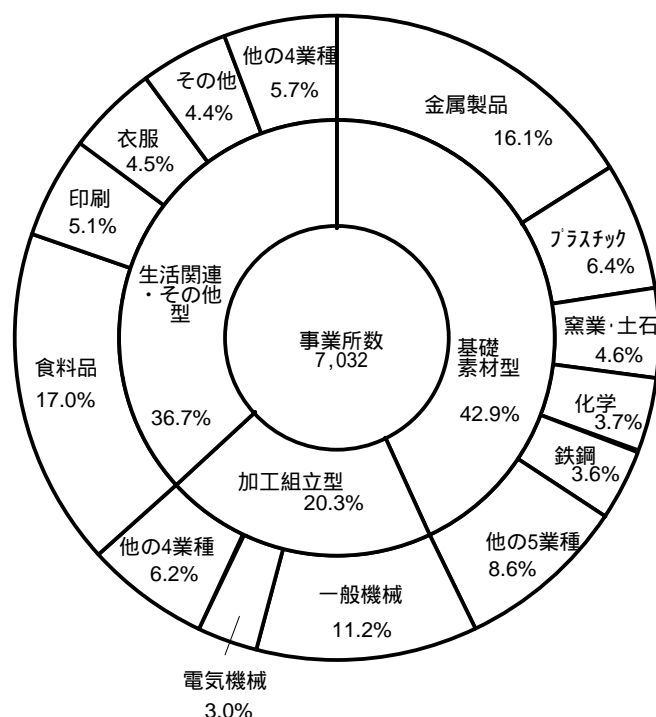 他の4業種
5.7%
その他
4.4%
衣服
4.5%
印刷
5.1%
食料品
17.0%
金属製品
16.1%
プラスチック
6.4%
窯業・土石
4.6%
化学
3.7%
鉄鋼
3.6%
他の5業種
8.6%
一般機械
11.2%
電気機械
3.0%
他の4業種
6.2%
生活関連
・その他
型
36.7%
基礎
素材型
42.9%
加工組立型
20.3%
事業所数
7,032